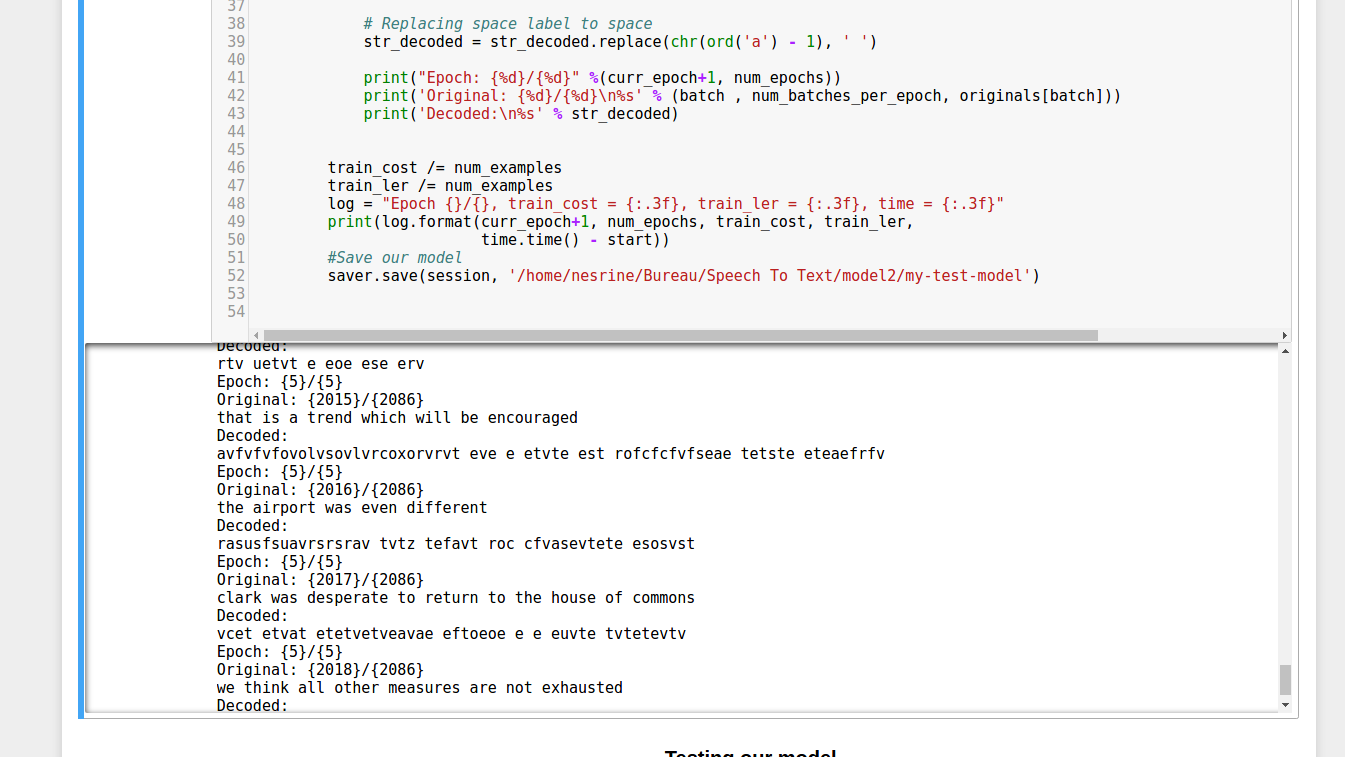 37
38 # Replacing space label to space
39 str_decoded = str_decoded.replace(chr(ord('a') - 1), ' ')
40
41 print("Epoch: {%d}/{%d}" %(curr_epoch+1, num_epochs))
42 print('Original: {%d}/{%d}\n%s' % (batch , num_batches_per_epoch, originals[batch]))
43 print('Decoded:\n%s' % str_decoded)
44
45
46 train_cost /= num_examples
47 train_ler /= num_examples
48 log = "Epoch {}/{}, train_cost = {:.3f}, train_ler = {:.3f}, time = {:.3f}"
49 print(log.format(curr_epoch+1, num_epochs, train_cost, train_ler,
50 time.time() - start))
51 #Save our model
52 saver.save(session, '/home/nesrine/Bureau/Speech To Text/model2/my-test-model')
53
54
Decoded:
rtv uetvt e eoe ese erv
Epoch: {5}/{5}
Original: {2015}/{2086}
that is a trend which will be encouraged
Decoded:
avfvfvfovolvsovlvrcoxorvrvt eve e etvte est rofcfcfvfseae tetste eteaefrfv
Epoch: {5}/{5}
Original: {2016}/{2086}
the airport was even different
Decoded:
rasusfsuavrsrsrav tvtz tefavt roc cfvasevtete esosvst
Epoch: {5}/{5}
Original: {2017}/{2086}
clark was desperate to return to the house of commons
Decoded:
vcet etvat etetvetveavae eftoeoe e e euvte tvtetevtv
Epoch: {5}/{5}
Original: {2018}/{2086}
we think all other measures are not exhausted
Decoded:
Testing our model